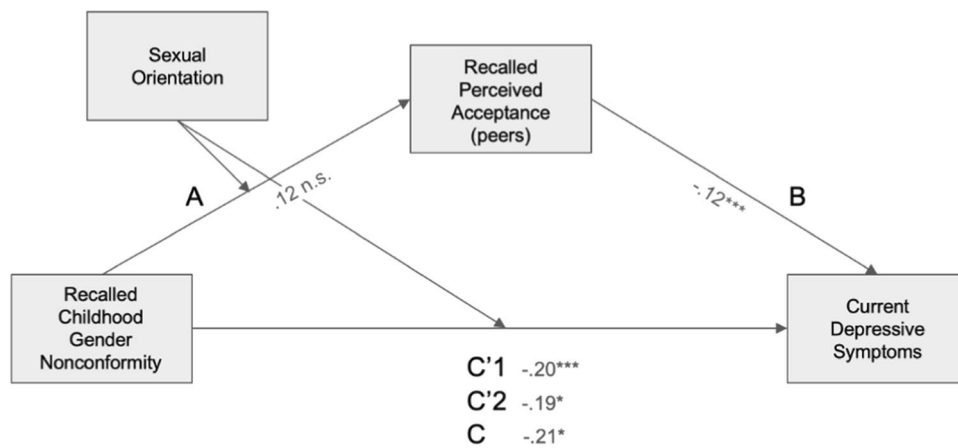 Sexual
Orientation
Recalled
Perceived
Acceptance
(peers)
A
.12 n.s.
B
-.12***
Recalled
Childhood
Gender
Nonconformity
Current
Depressive
Symptoms
C'1 -.20***
C'2 -.19*
C -.21*